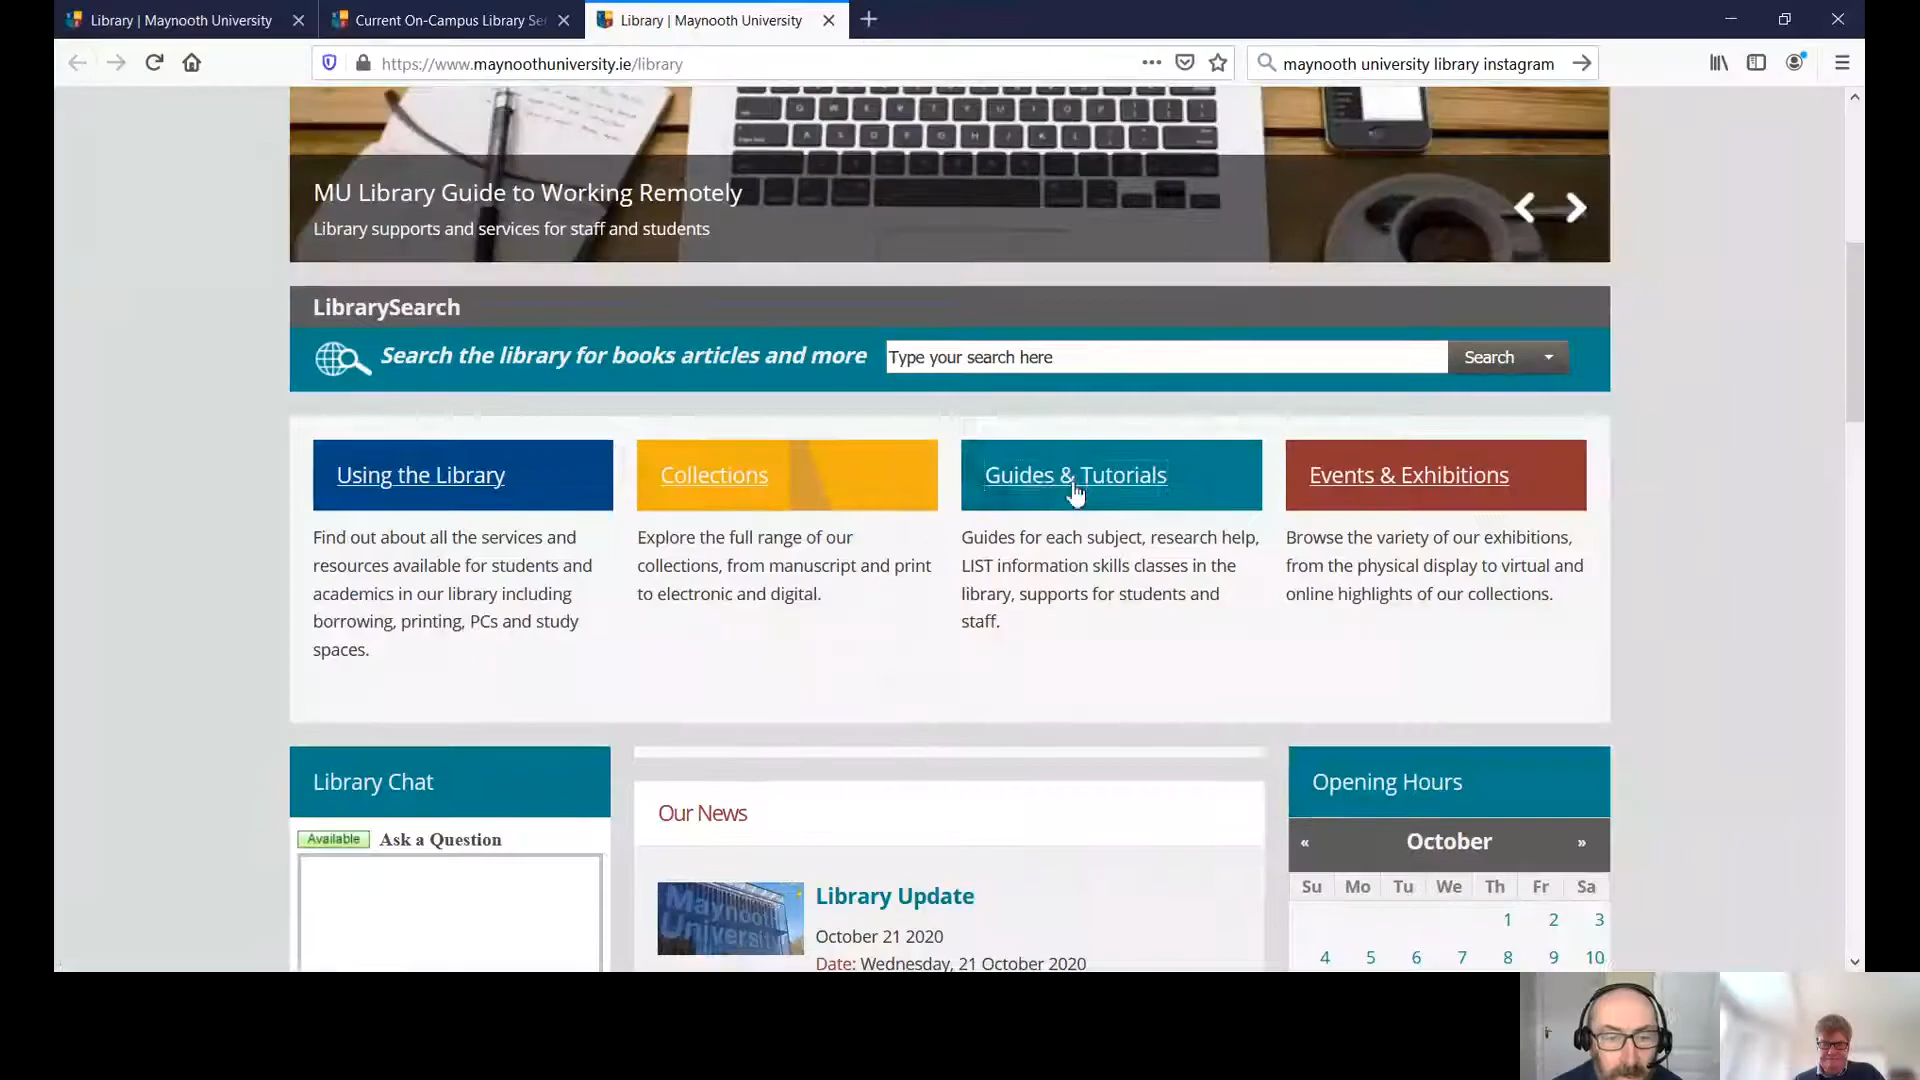 Library | Maynooth University
Current On-Campus Library Se
Library | Maynooth University
https://www.maynoothuniversity.ie/library
maynooth university library instagram
MU Library Guide to Working Remotely
Library supports and services for staff and students
LibrarySearch
Search the library for books articles and more
Type your search here
Search
Using the Library
Find out about all the services and
resources available for students and
academics in our library including
borrowing, printing, PCs and study
spaces.
Collections
Explore the full range of our
collections, from manuscript and print
to electronic and digital.
Guides & Tutorials
Guides for each subject, research help,
LIST information skills classes in the
library, supports for students and
staff.
Events & Exhibitions
Browse the variety of our exhibitions,
from the physical display to virtual and
online highlights of our collections.
Library Chat
Available Ask a Question
Our News
Maynooth
University
Library Update
October 21 2020
Date: Wednesday, 21 October 2020
Opening Hours
« October »
Su Mo Tu We Th Fr Sa
1 2 3
4 5 6 7 8 9 10